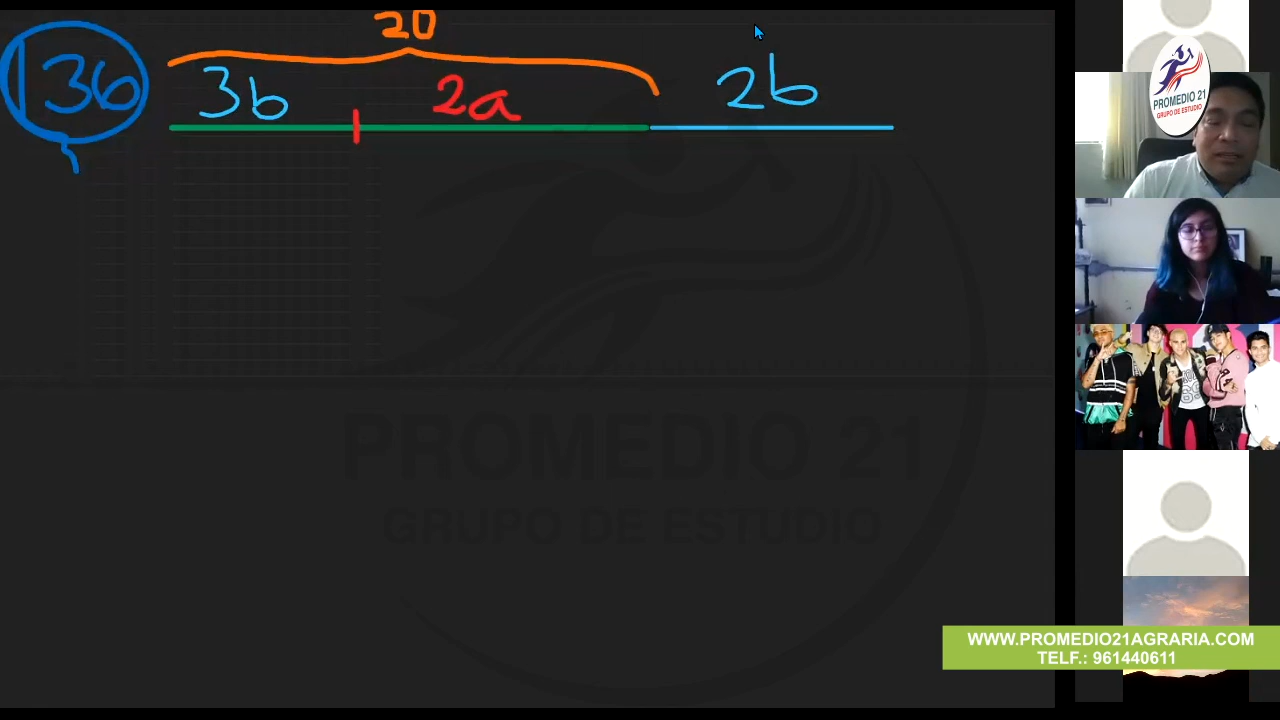 20
136
3b 2a 2b
PROMEDIO 21
GRUPO DE ESTUDIO
PROMEDIO 21
GRUPO DE ESTUDIO
WWW.PROMEDIO21AGRARIA.COM
TELF.: 961440611